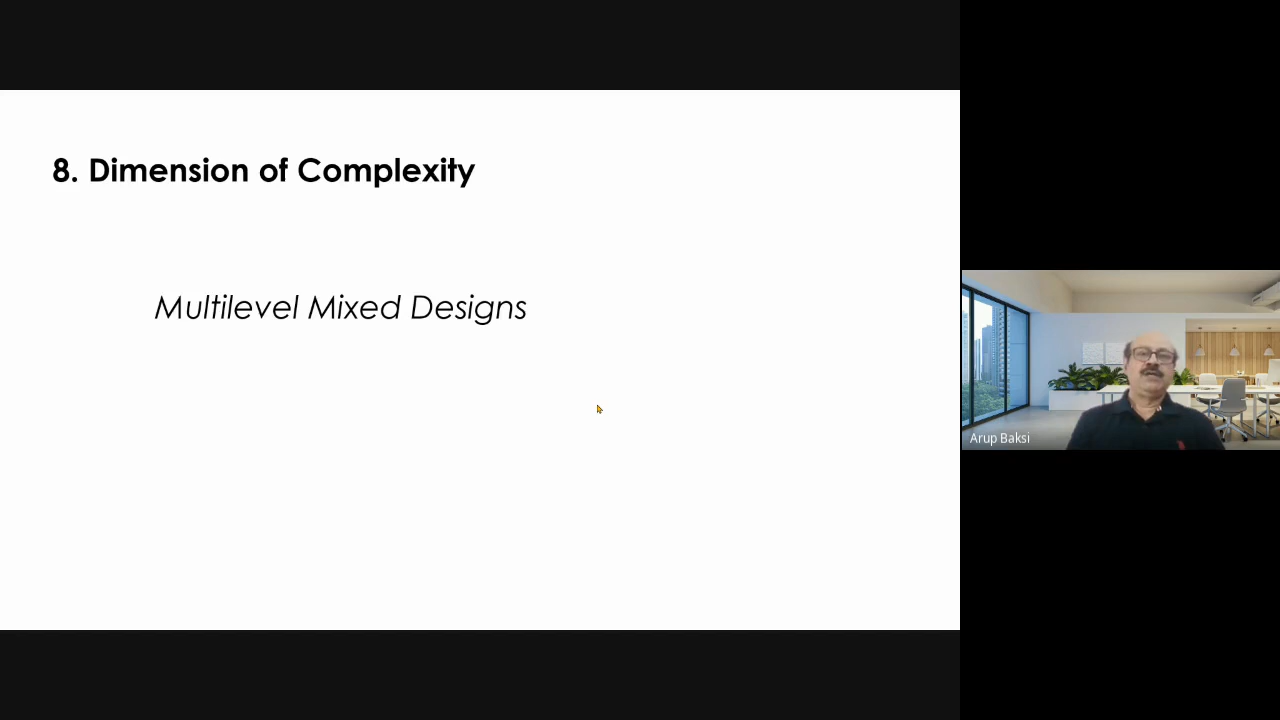 8. Dimension of Complexity
Multilevel Mixed Designs
Arup Baksi